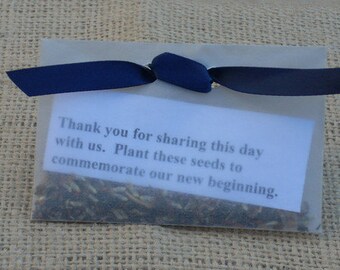 Thank you for sharing this day
with us. Plant these seeds to
commemorate our new beginning.